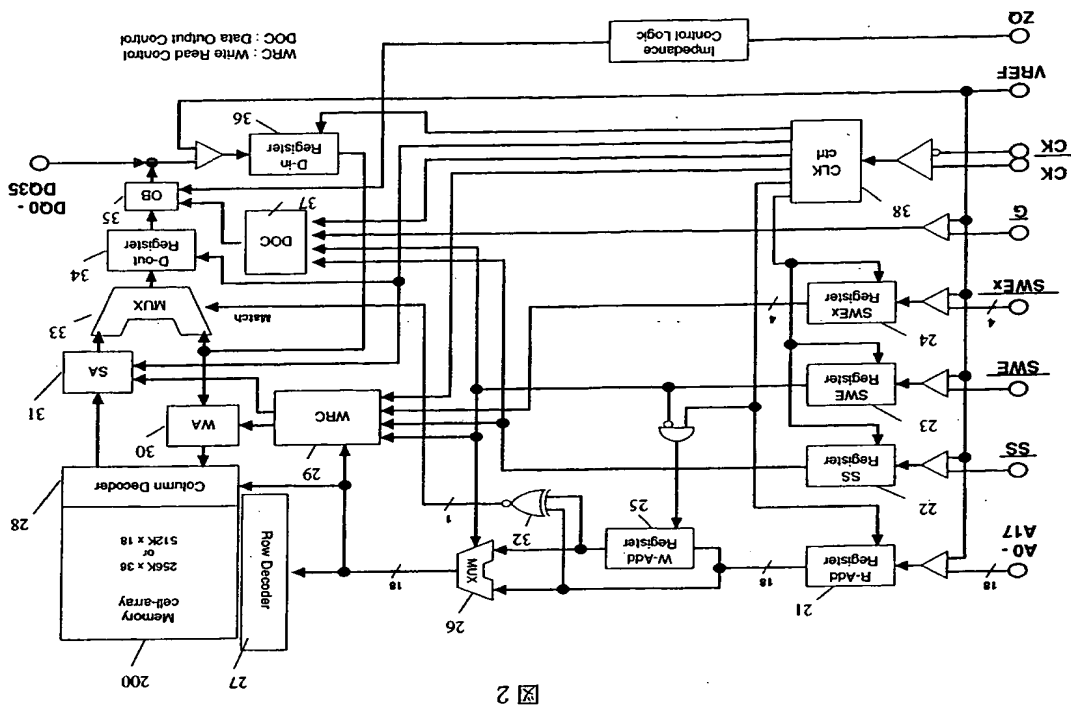 図 2
200
27
Memory
cell-array
256K x 36
or
512K x 18
Row Decoder
Column Decoder
28
A0 -
A17
18
21
R-Add
Register
18
25
W-Add
Register
26
MUX
18
32
1
SS
22
SS
Register
SWE
23
SWE
Register
SWEx
4
24
SWEx
Register
4
29
WRC
30
WA
31
SA
33
MUX
Match
34
D-out
Register
35
OB
DQ0 -
DQ35
G
37
DOC
38
CLK
ctrl
CK
CK
36
D-in
Register
VREF
ZQ
Impedance
Control Logic
WRC : Write Read Control
DOC : Data Output Control